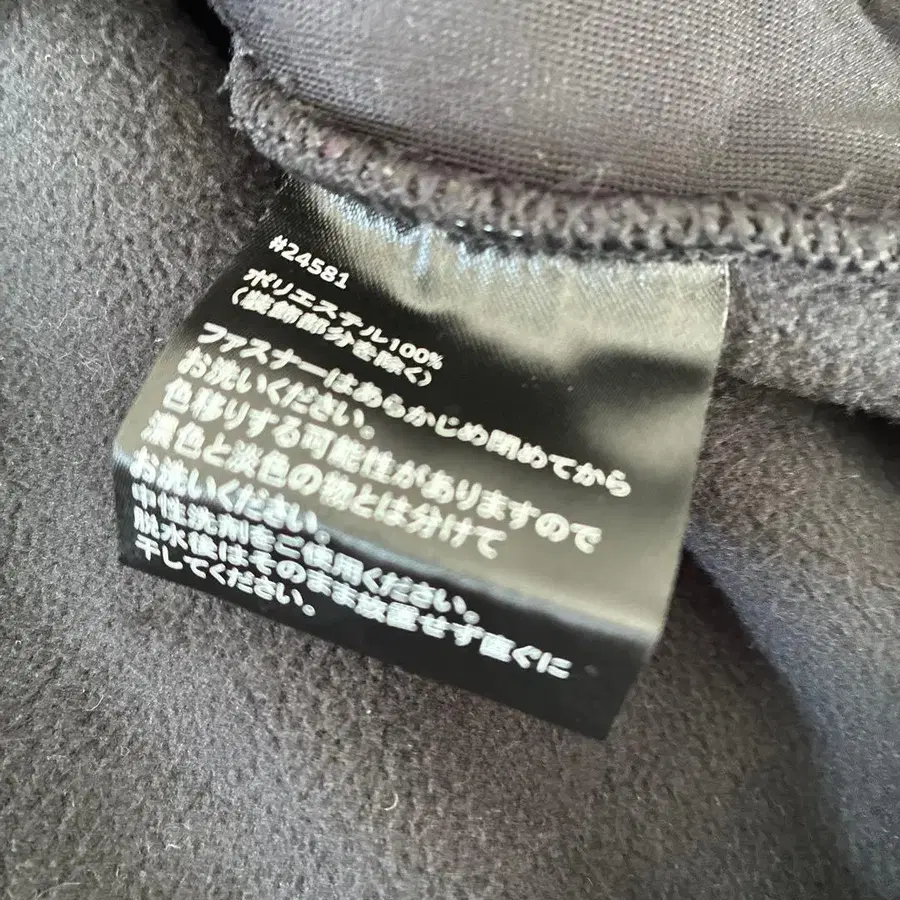 #24581
ポリエステル100%
(装飾部分を除く)
ファスナーはあらかじめ閉めてから
お洗いください。
色移りする可能性がありますので
濃色と淡色の物とは分けて
お洗いください。
中性洗剤をご使用ください。
脱水後はそのまま放置せず直ぐに
干してください。